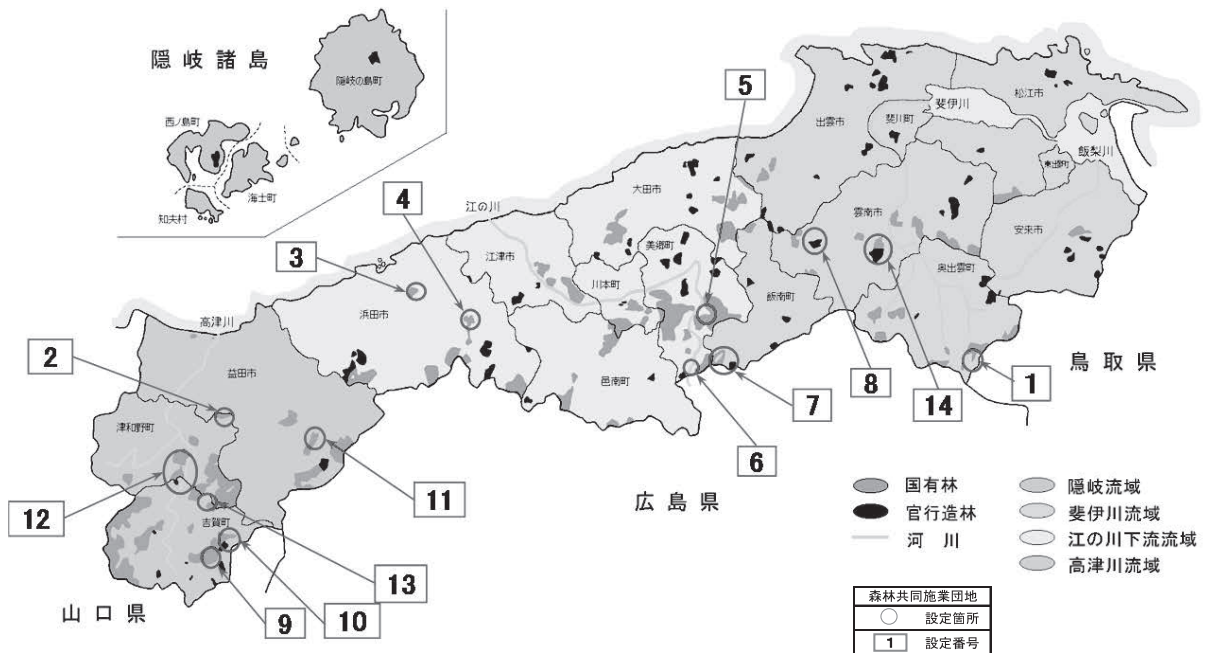 隠岐諸島
隠岐の島町
西ノ島町
海士町
知夫村
5
松江市
斐伊川
出雲市
斐川町
飯梨川
東出雲町
大田市
4
江の川
雲南市
安来市
美郷町
3
江津市
奥出雲町
川本町
飯南町
浜田市
高津川
鳥取県
2
益田市
邑南町
8
1
7
14
津和野町
6
11
12
広島県
国有林
官行造林
河川
隠岐流域
斐伊川流域
江の川下流流域
高津川流域
吉賀町
13
山口県
9
10
森林共同施業団地
設定箇所
1 設定番号